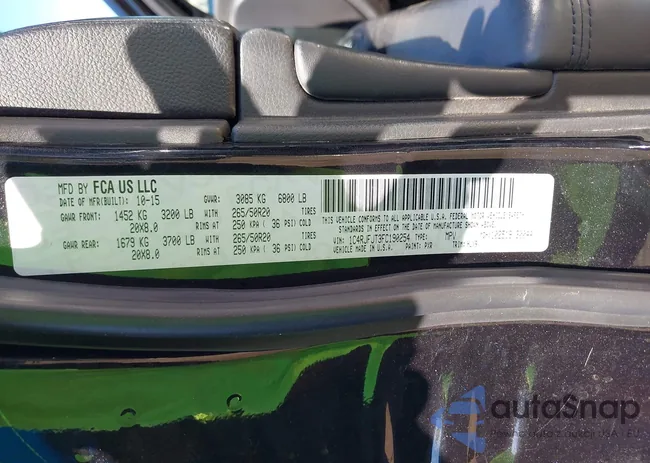 MFD BY FCA US LLC
DATE OF MFR(BUILT): 10-15 GVWR: 3085 KG 6800 LB
GAWR FRONT: 1452 KG 3200 LB WITH 265/50R20 TIRES
20X8.0 RIMS AT 250 KPA ( 36 PSI) COLD
GAWR REAR: 1679 KG 3700 LB WITH 265/50R20 TIRES
20X8.0 RIMS AT 250 KPA ( 36 PSI) COLD
THIS VEHICLE CONFORMS TO ALL APPLICABLE U.S.A. FEDERAL MOTOR VEHICLE SAFETY
STANDARDS IN EFFECT ON THE DATE OF MANUFACTURE SHOWN ABOVE.
VIN: 1C4RJFJT3FC190254 TYPE: MPV
VEHICLE MADE IN U.S.A. PAINT: PXR TRIM:
autoSnap